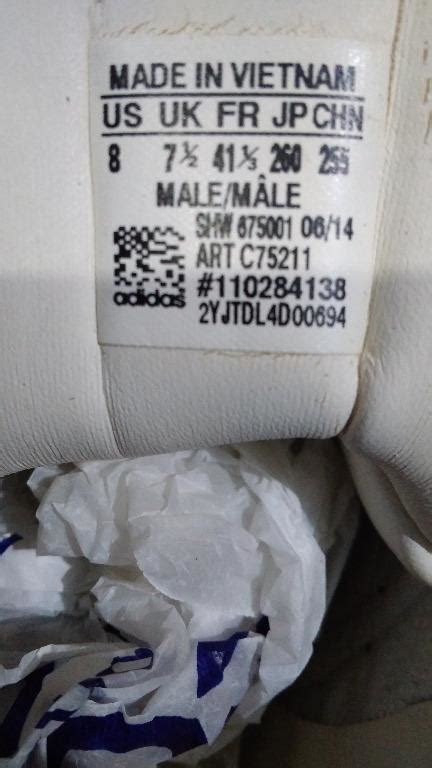 MADE IN VIETNAM
US UK FR JP CHN
8 7½ 41⅓ 260 255
MALE/MÂLE
SHW 675001 06/14
ART C75211
#110284138
adidas 2YJTDL4D00694